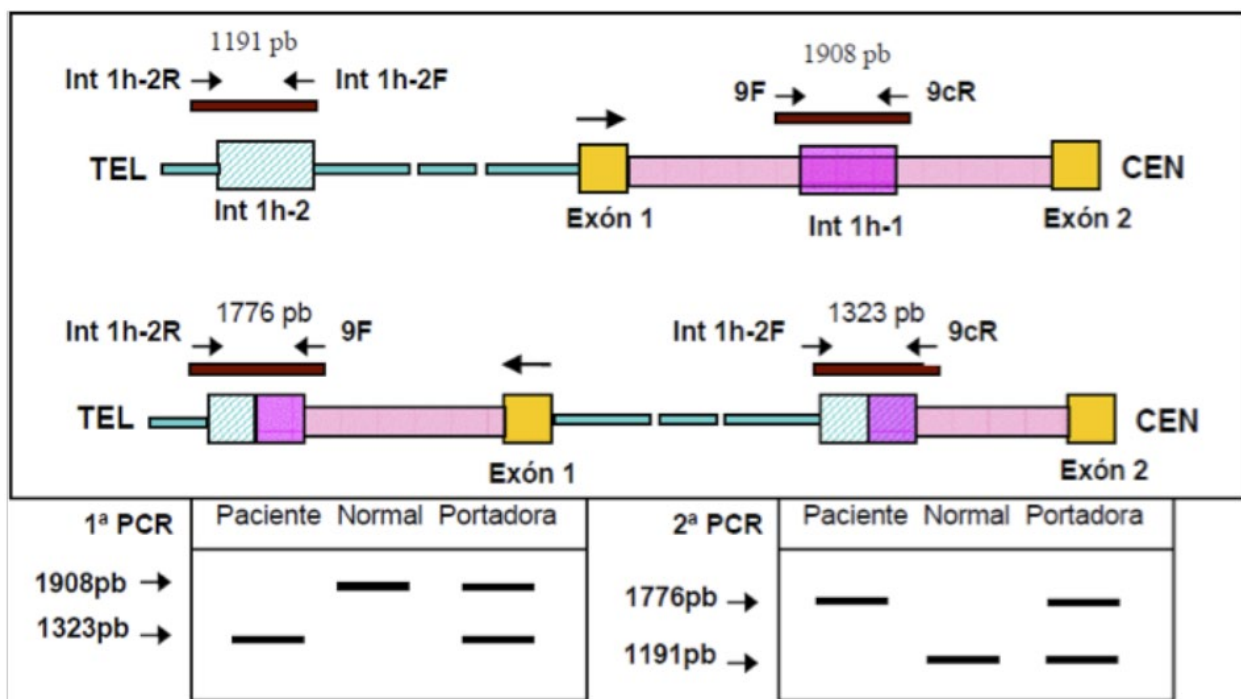 1191 pb
1908 pb
Int 1h-2R
Int 1h-2F
9F
9cR
TEL
CEN
Int 1h-2
Exón 1
Int 1h-1
Exón 2
1776 pb
1323 pb
Int 1h-2R
9F
Int 1h-2F
9cR
TEL
CEN
Exón 1
Exón 2
1ª PCR
Paciente Normal Portadora
1908pb
1323pb
2ª PCR
Paciente Normal Portadora
1776pb
1191pb